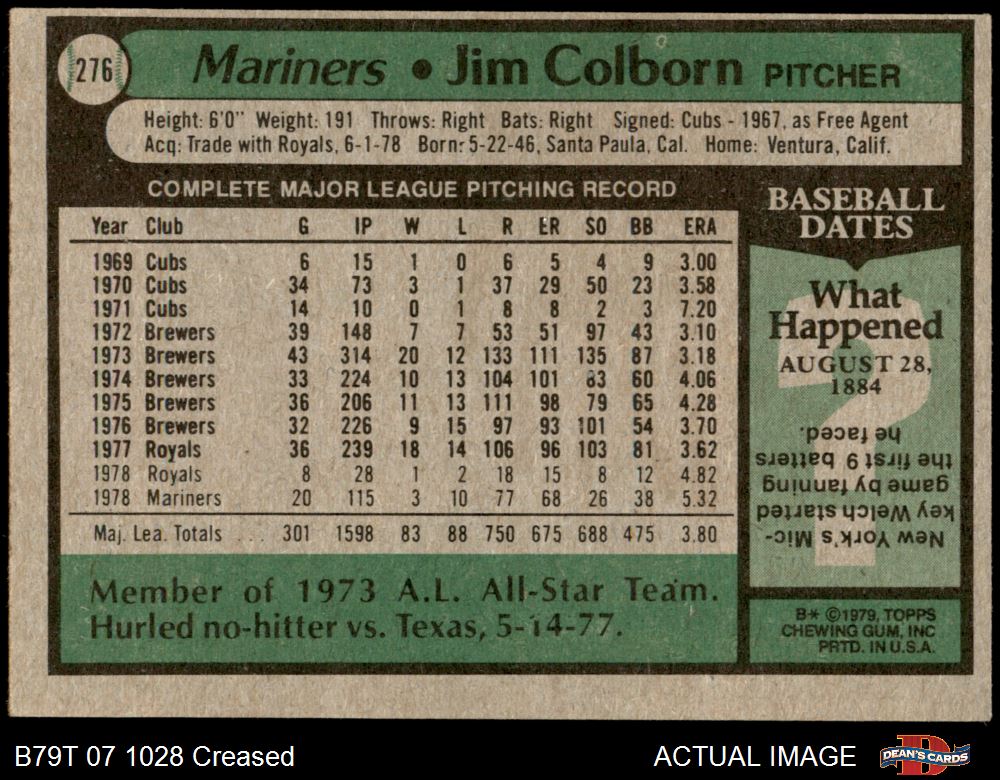 276
Mariners • Jim Colborn PITCHER
Height: 6'0" Weight: 191 Throws: Right Bats: Right Signed: Cubs - 1967, as Free Agent
Acq: Trade with Royals, 6-1-78 Born: 5-22-46, Santa Paula, Cal. Home: Ventura, Calif.
COMPLETE MAJOR LEAGUE PITCHING RECORD
Year Club G IP W L R ER SO BB ERA
1969 Cubs 6 15 1 0 6 5 4 9 3.00
1970 Cubs 34 73 3 1 37 29 50 23 3.58
1971 Cubs 14 10 0 1 8 8 2 3 7.20
1972 Brewers 39 148 7 7 53 51 97 43 3.10
1973 Brewers 43 314 20 12 133 111 135 87 3.18
1974 Brewers 33 224 10 13 104 101 83 60 4.06
1975 Brewers 36 206 11 13 111 98 79 65 4.28
1976 Brewers 32 226 9 15 97 93 101 54 3.70
1977 Royals 36 239 18 14 106 96 103 81 3.62
1978 Royals 8 28 1 2 18 15 8 12 4.82
1978 Mariners 20 115 3 10 77 68 26 38 5.32
Maj. Lea. Totals ... 301 1598 83 88 750 675 688 475 3.80
Member of 1973 A.L. All-Star Team.
Hurled no-hitter vs. Texas, 5-14-77.
BASEBALL
DATES
What
Happened
AUGUST 28,
1884
New York's Mic-
key Welch started
game by fanning
the first 9 batters
he faced.
B* ©1979, TOPPS
CHEWING GUM, INC
PRTD. IN U.S.A.
B79T 07 1028 Creased
ACTUAL IMAGE
DEAN'S CARDS